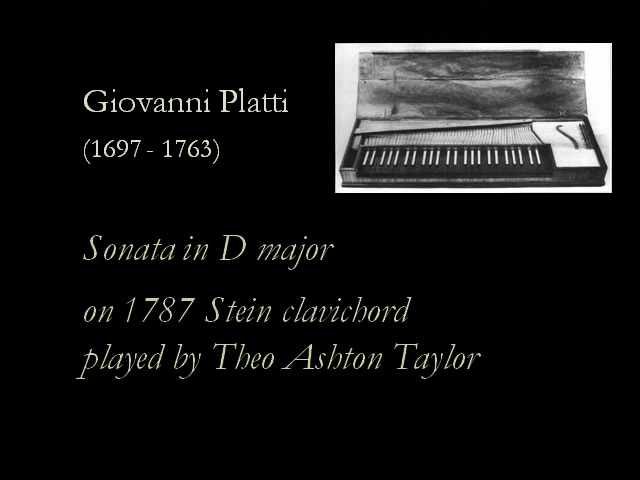 Giovanni Platti
(1697 - 1763)
Sonata in D major
on 1787 Stein clavichord
played by Theo Ashton Taylor